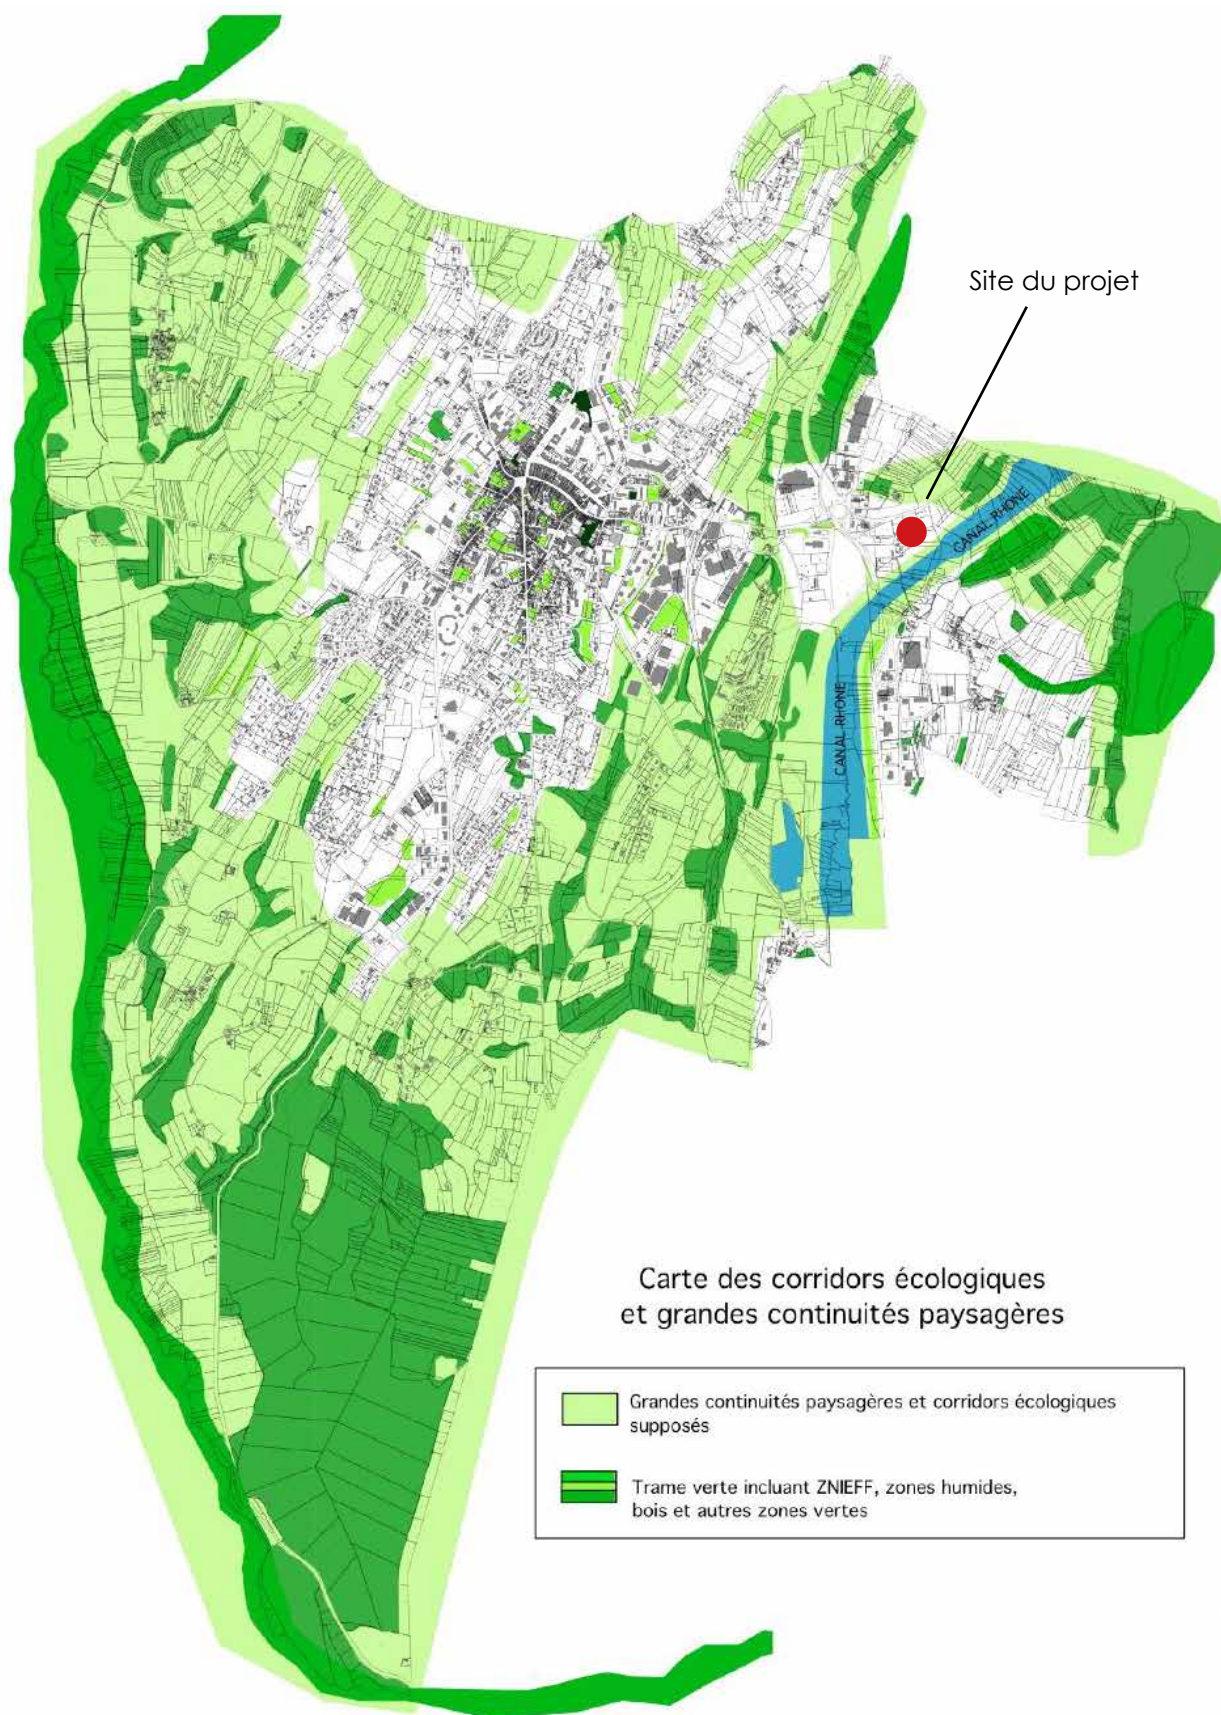 Site du projet
CANAL RHONE
CANAL RHONE
Carte des corridors écologiques
et grandes continuités paysagères
Grandes continuités paysagères et corridors écologiques
supposés
Trame verte incluant ZNIEFF, zones humides,
bois et autres zones vertes